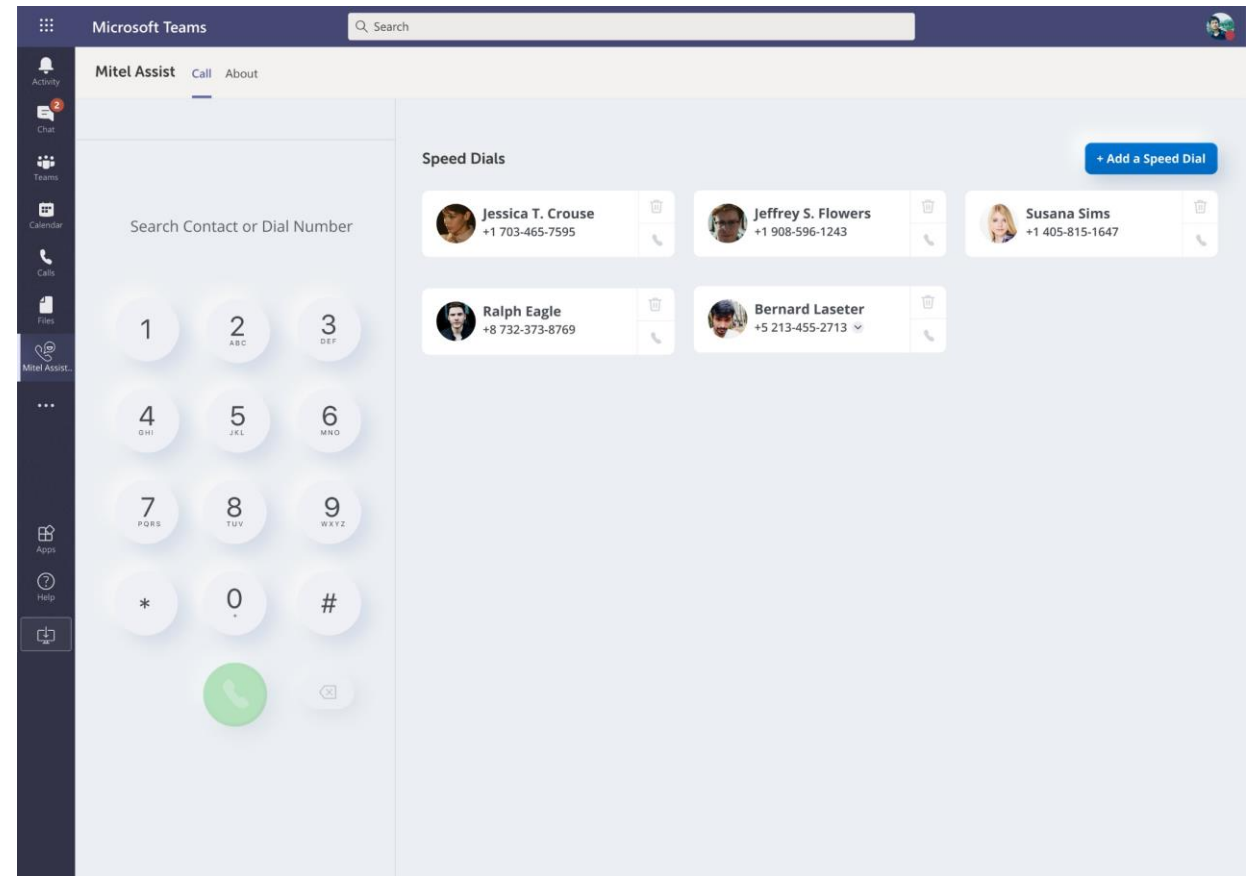 Microsoft Teams
Search
Activity
2
Chat
Teams
Calendar
Calls
Files
Mitel Assist..
Apps
Help
Mitel Assist Call About
Search Contact or Dial Number
1
2
ABC
3
DEF
4
GHI
5
JKL
6
MNO
7
PQRS
8
TUV
9
WXYZ
*
0
+
#
Speed Dials
+ Add a Speed Dial
Jessica T. Crouse
+1 703-465-7595
Jeffrey S. Flowers
+1 908-596-1243
Susana Sims
+1 405-815-1647
Ralph Eagle
+8 732-373-8769
Bernard Laseter
+5 213-455-2713